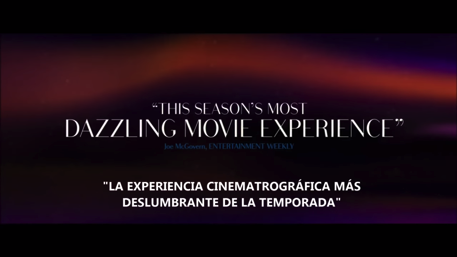 “THIS SEASON’S MOST
DAZZLING MOVIE EXPERIENCE”
Joe McGovern, ENTERTAINMENT WEEKLY
"LA EXPERIENCIA CINEMATROGRÁFICA MÁS
DESLUMBRANTE DE LA TEMPORADA"